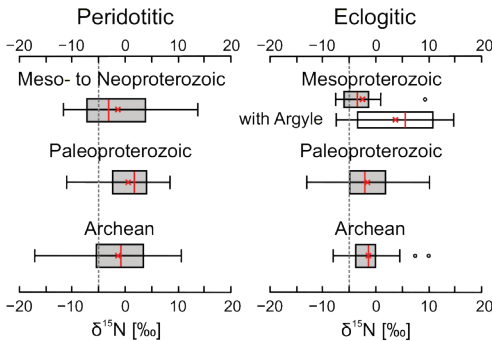 Peridotitic
Eclogitic
−20 −10 0 10 20
−20 −10 0 10 20
Meso- to Neoproterozoic
Mesoproterozoic
with Argyle
Paleoproterozoic
Paleoproterozoic
Archean
Archean
−20 −10 0 10 20
−20 −10 0 10 20
δ¹⁵N [‰]
δ¹⁵N [‰]